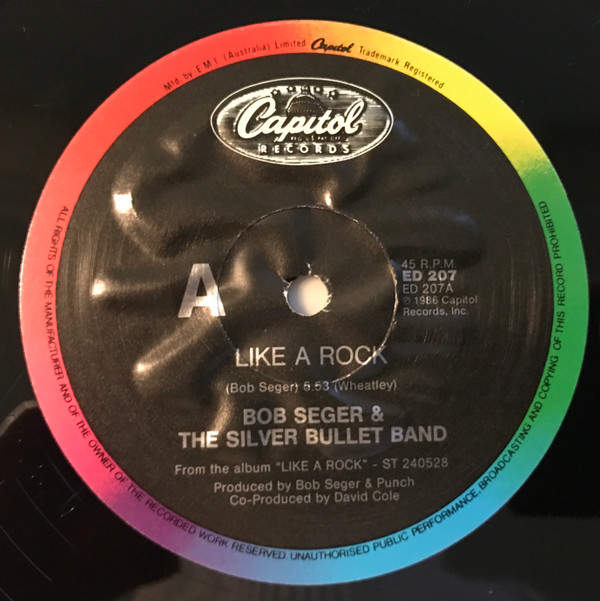 Mfd. by E.M.I. (Australia) Limited Capitol Trademark Registered
Capitol
RECORDS
A
45 R.P.M.
ED 207
ED 207A
℗ 1986 Capitol
Records, Inc.
LIKE A ROCK
(Bob Seger) 5.53 (Wheatley)
BOB SEGER &
THE SILVER BULLET BAND
From the album "LIKE A ROCK" - ST 240528
Produced by Bob Seger & Punch
Co-Produced by David Cole
ALL RIGHTS OF THE MANUFACTURER AND OF THE OWNER OF THE RECORDED WORK RESERVED. UNAUTHORISED PUBLIC PERFORMANCE, BROADCASTING AND COPYING OF THIS RECORD PROHIBITED